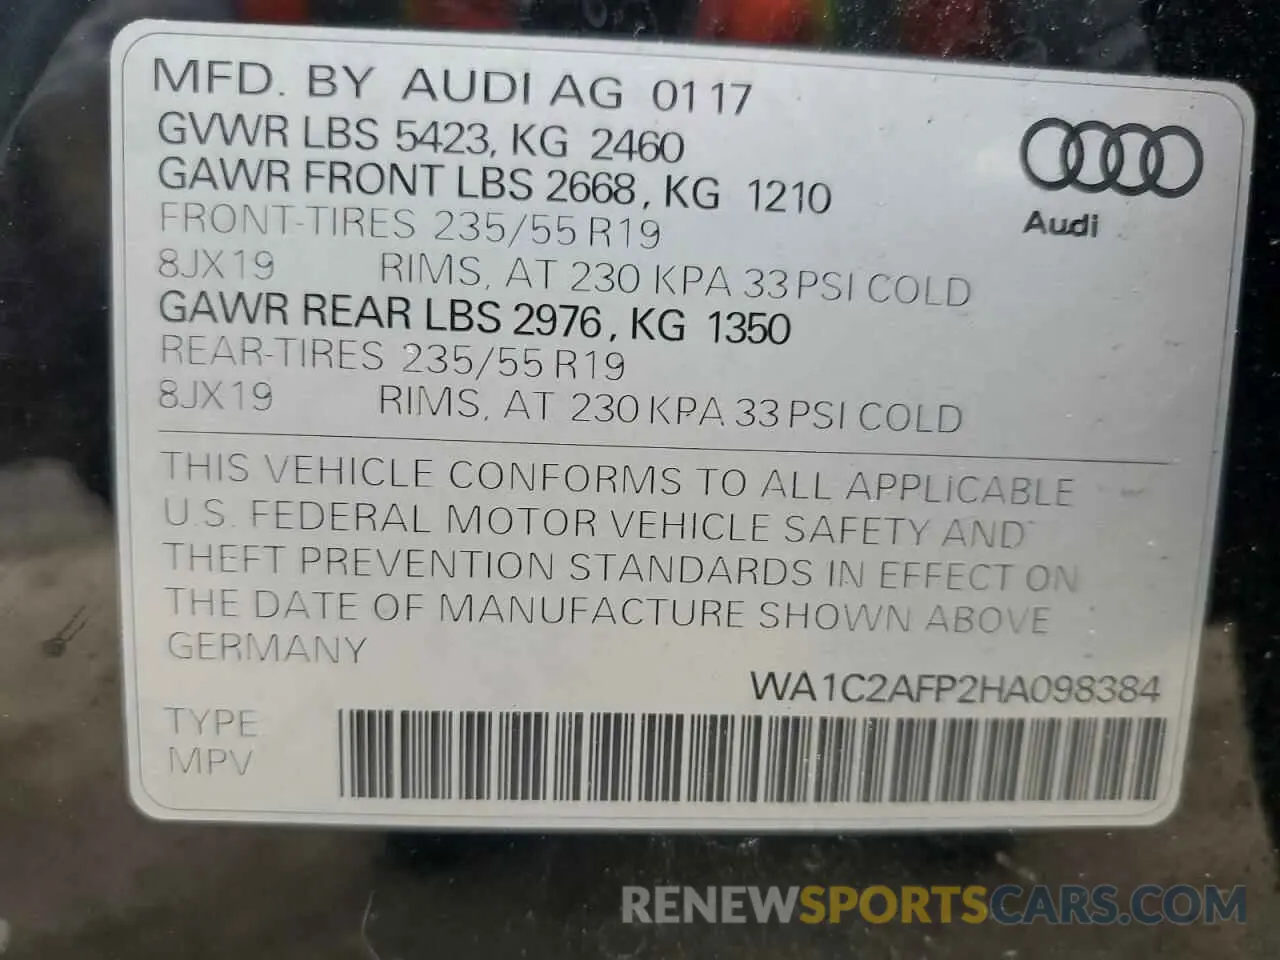 MFD. BY AUDI AG 01 17
GVWR LBS 5423, KG 2460
GAWR FRONT LBS 2668, KG 1210
FRONT-TIRES 235/55 R19
8JX19 RIMS, AT 230 KPA 33 PSI COLD
GAWR REAR LBS 2976, KG 1350
REAR-TIRES 235/55 R19
8JX19 RIMS, AT 230 KPA 33 PSI COLD
Audi
THIS VEHICLE CONFORMS TO ALL APPLICABLE
U.S. FEDERAL MOTOR VEHICLE SAFETY AND
THEFT PREVENTION STANDARDS IN EFFECT ON
THE DATE OF MANUFACTURE SHOWN ABOVE
GERMANY
WA1C2AFP2HA098384
TYPE
MPV
RENEWSPORTSCARS.COM